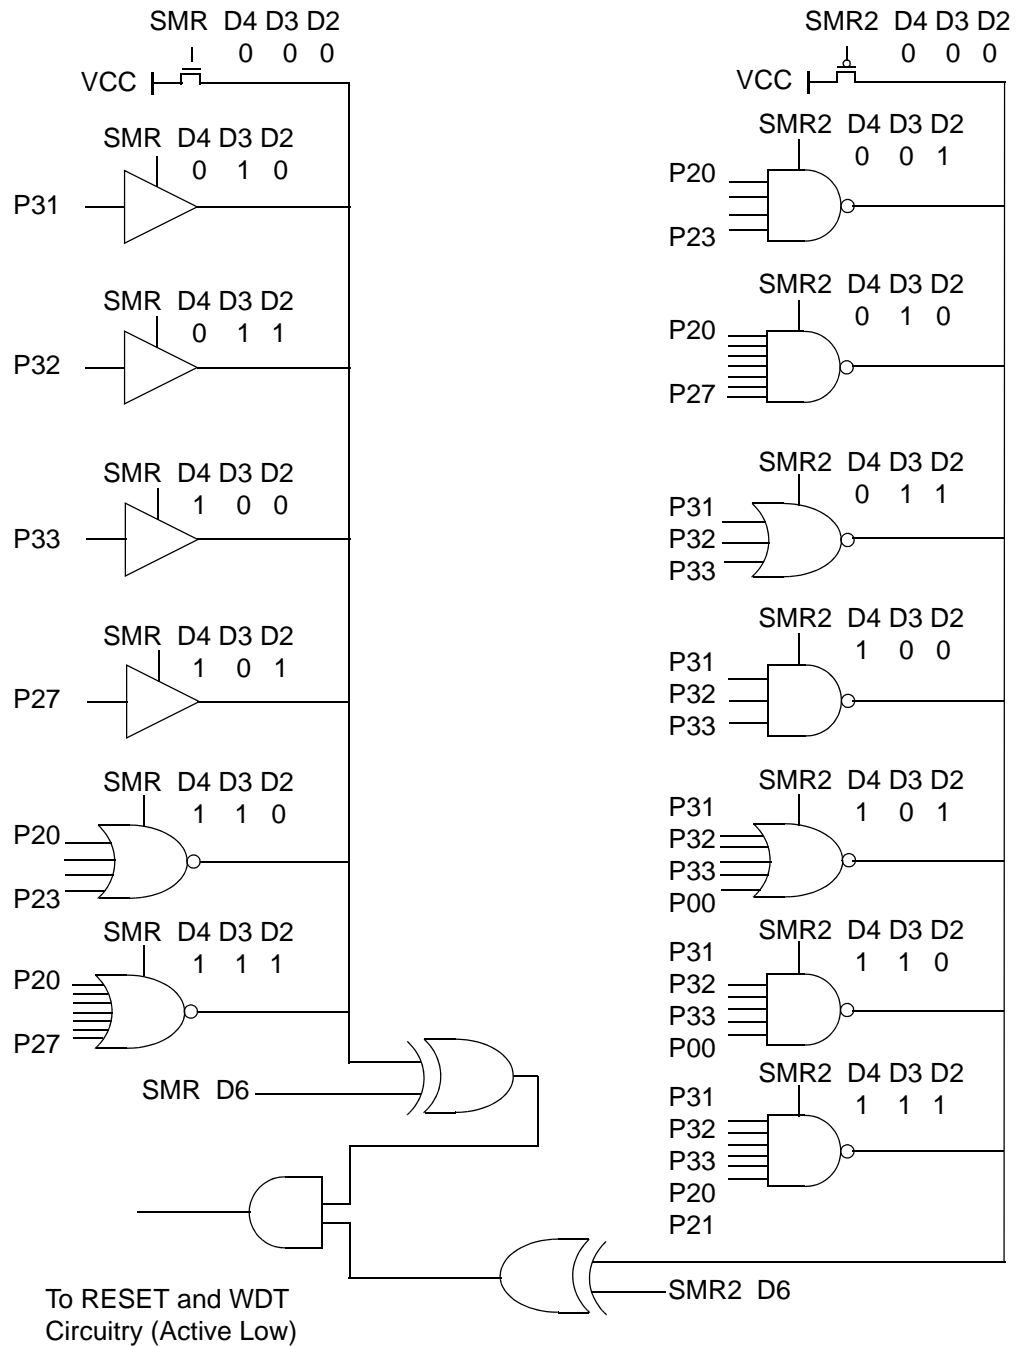 SMR D4 D3 D2
0 0 0
VCC
SMR D4 D3 D2
0 1 0
P31
SMR D4 D3 D2
0 1 1
P32
SMR D4 D3 D2
1 0 0
P33
SMR D4 D3 D2
1 0 1
P27
SMR D4 D3 D2
1 1 0
P20
P23
SMR D4 D3 D2
1 1 1
P20
P27
SMR D6
To RESET and WDT
Circuitry (Active Low)
SMR2 D4 D3 D2
0 0 0
VCC
SMR2 D4 D3 D2
0 0 1
P20
P23
SMR2 D4 D3 D2
0 1 0
P20
P27
SMR2 D4 D3 D2
0 1 1
P31
P32
P33
SMR2 D4 D3 D2
1 0 0
P31
P32
P33
SMR2 D4 D3 D2
1 0 1
P31
P32
P33
P00
SMR2 D4 D3 D2
1 1 0
P31
P32
P33
P00
SMR2 D4 D3 D2
1 1 1
P31
P32
P33
P20
P21
SMR2 D6